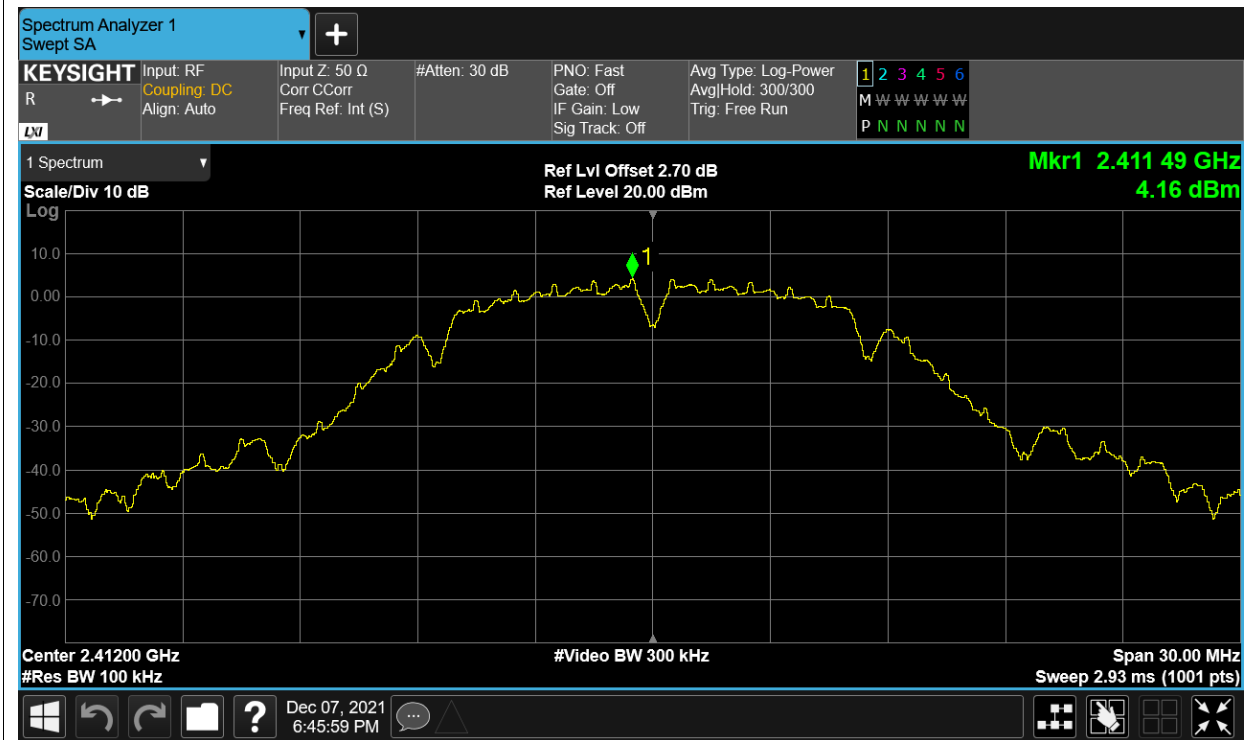 Spectrum Analyzer 1
Swept SA
+
KEYSIGHT
R
LXI
Input: RF
Coupling: DC
Align: Auto
Input Z: 50 Ω
Corr CCorr
Freq Ref: Int (S)
#Atten: 30 dB
PNO: Fast
Gate: Off
IF Gain: Low
Sig Track: Off
Avg Type: Log-Power
Avg|Hold: 300/300
Trig: Free Run
1 2 3 4 5 6
M W W W W W
P N N N N N
1 Spectrum
Scale/Div 10 dB
Ref Lvl Offset 2.70 dB
Ref Level 20.00 dBm
Mkr1 2.411 49 GHz
4.16 dBm
Log
1
10.0
0.00
-10.0
-20.0
-30.0
-40.0
-50.0
-60.0
-70.0
Center 2.41200 GHz
#Video BW 300 kHz
Span 30.00 MHz
#Res BW 100 kHz
Sweep 2.93 ms (1001 pts)
?
Dec 07, 2021
6:45:59 PM